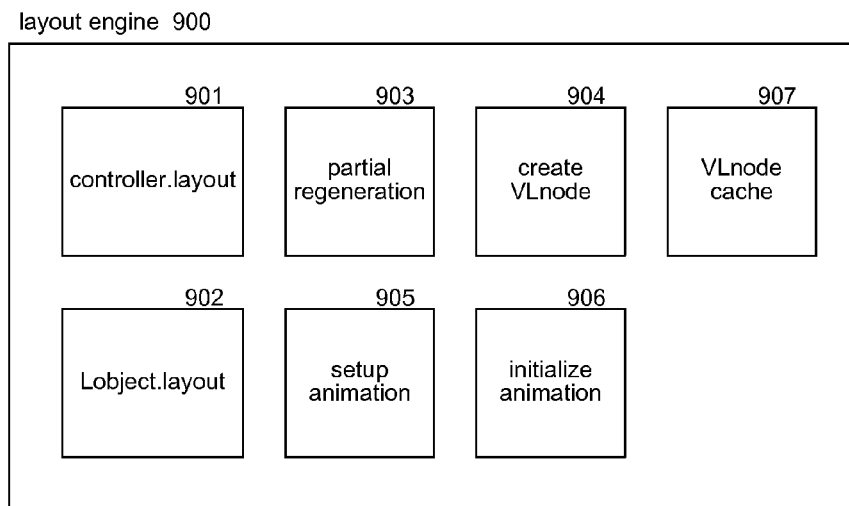 layout engine 900
901
903
904
907
controller.layout
partial
regeneration
create
VLnode
VLnode
cache
902
905
906
Lobject.layout
setup
animation
initialize
animation